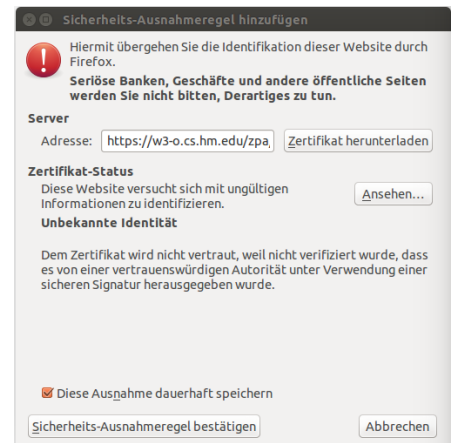 Sicherheits-Ausnahmeregel hinzufügen
Hiermit übergehen Sie die Identifikation dieser Website durch
Firefox.
Seriöse Banken, Geschäfte und andere öffentliche Seiten
werden Sie nicht bitten, Derartiges zu tun.
Server
Adresse: https://w3-o.cs.hm.edu/zpa Zertifikat herunterladen
Zertifikat-Status
Diese Website versucht sich mit ungültigen
Informationen zu identifizieren.
Ansehen...
Unbekannte Identität
Dem Zertifikat wird nicht vertraut, weil nicht verifiziert wurde, dass
es von einer vertrauenswürdigen Autorität unter Verwendung einer
sicheren Signatur herausgegeben wurde.
Diese Ausnahme dauerhaft speichern
Sicherheits-Ausnahmeregel bestätigen Abbrechen